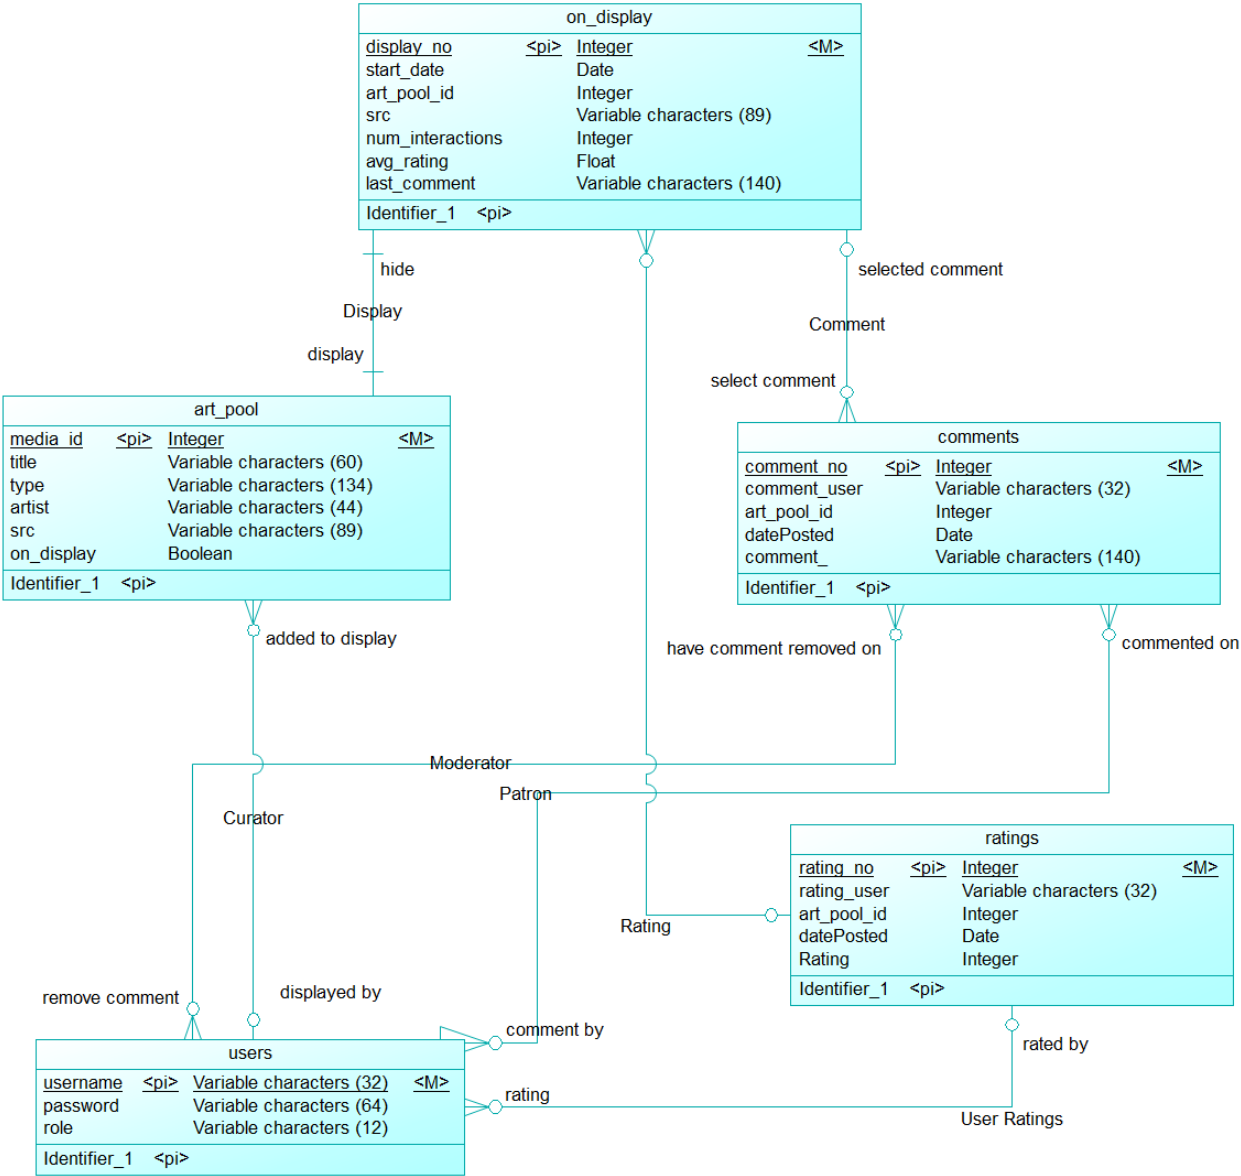 on_display
display_no <pi> Integer <M>
start_date Date
art_pool_id Integer
src Variable characters (89)
num_interactions Integer
avg_rating Float
last_comment Variable characters (140)
Identifier_1 <pi>
hide
selected comment
Display
Comment
display
select comment
art_pool
media_id <pi> Integer <M>
title Variable characters (60)
type Variable characters (134)
artist Variable characters (44)
src Variable characters (89)
on_display Boolean
Identifier_1 <pi>
comments
comment_no <pi> Integer <M>
comment_user Variable characters (32)
art_pool_id Integer
datePosted Date
comment_ Variable characters (140)
Identifier_1 <pi>
added to display
have comment removed on
commented on
Moderator
Patron
Curator
ratings
rating_no <pi> Integer <M>
rating_user Variable characters (32)
art_pool_id Integer
datePosted Date
Rating Integer
Identifier_1 <pi>
Rating
remove comment
displayed by
comment by
rated by
users
username <pi> Variable characters (32) <M>
password Variable characters (64)
role Variable characters (12)
Identifier_1 <pi>
rating
User Ratings